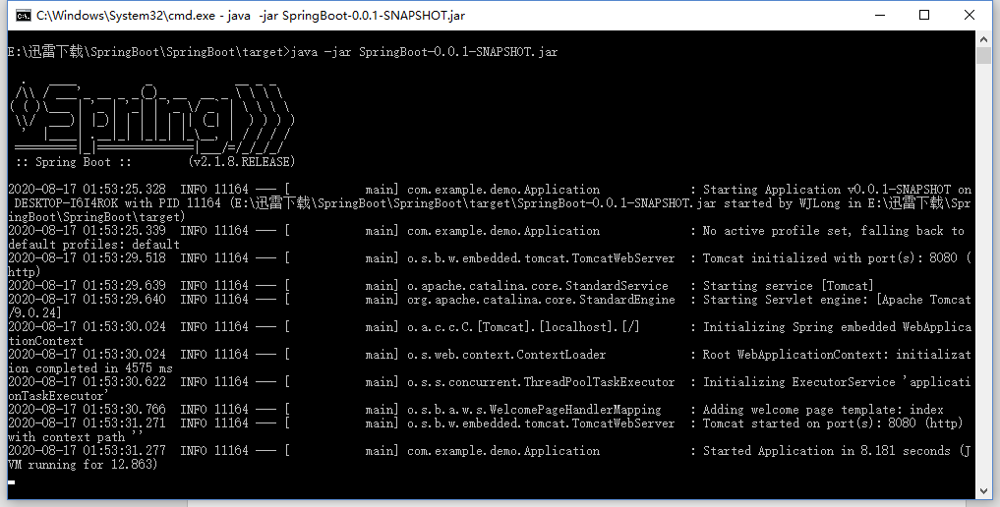 C:\Windows\System32\cmd.exe - java  -jar SpringBoot-0.0.1-SNAPSHOT.jar
E:\迅雷下载\SpringBoot\SpringBoot\target>java -jar SpringBoot-0.0.1-SNAPSHOT.jar
  .   ____          _            __ _ _
 /\\ / ___'_ __ _ _(_)_ __  __ _ \ \ \ \
( ( )\___ | '_ | '_| | '_ \/ _` | \ \ \ \
 \\/  ___)| |_)| | | | | || (_| |  ) ) ) )
  '  |____| .__|_| |_|_| |_\__, | / / / /
 =========|_|==============|___/=/_/_/_/
 :: Spring Boot ::        (v2.1.8.RELEASE)
2020-08-17 01:53:25.328  INFO 11164 --- [           main] com.example.demo.Application             : Starting Application v0.0.1-SNAPSHOT on
 DESKTOP-I6I4ROK with PID 11164 (E:\迅雷下载\SpringBoot\SpringBoot\target\SpringBoot-0.0.1-SNAPSHOT.jar started by WJLong in E:\迅雷下载\Spr
ingBoot\SpringBoot\target)
2020-08-17 01:53:25.339  INFO 11164 --- [           main] com.example.demo.Application             : No active profile set, falling back to
default profiles: default
2020-08-17 01:53:29.518  INFO 11164 --- [           main] o.s.b.w.embedded.tomcat.TomcatWebServer  : Tomcat initialized with port(s): 8080 (
http)
2020-08-17 01:53:29.639  INFO 11164 --- [           main] o.apache.catalina.core.StandardService   : Starting service [Tomcat]
2020-08-17 01:53:29.640  INFO 11164 --- [           main] org.apache.catalina.core.StandardEngine  : Starting Servlet engine: [Apache Tomcat
/9.0.24]
2020-08-17 01:53:30.024  INFO 11164 --- [           main] o.a.c.c.C.[Tomcat].[localhost].[/]       : Initializing Spring embedded WebApplica
tionContext
2020-08-17 01:53:30.024  INFO 11164 --- [           main] o.s.web.context.ContextLoader            : Root WebApplicationContext: initializat
ion completed in 4575 ms
2020-08-17 01:53:30.622  INFO 11164 --- [           main] o.s.s.concurrent.ThreadPoolTaskExecutor  : Initializing ExecutorService 'applicati
onTaskExecutor'
2020-08-17 01:53:30.766  INFO 11164 --- [           main] o.s.b.a.w.s.WelcomePageHandlerMapping    : Adding welcome page template: index
2020-08-17 01:53:31.271  INFO 11164 --- [           main] o.s.b.w.embedded.tomcat.TomcatWebServer  : Tomcat started on port(s): 8080 (http)
with context path ''
2020-08-17 01:53:31.277  INFO 11164 --- [           main] com.example.demo.Application             : Started Application in 8.181 seconds (J
VM running for 12.863)